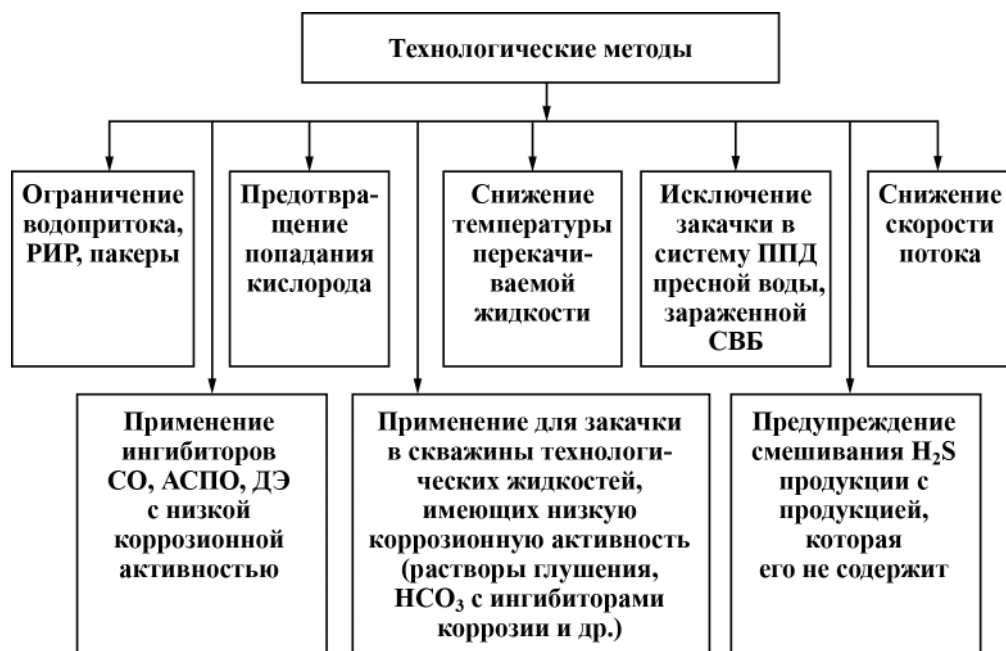 Технологические методы
Ограничение
водопритока,
РИР, пакеры
Предотвра-
щение
попадания
кислорода
Снижение
температуры
перекачи-
ваемой
жидкости
Исключение
закачки в
систему ППД
пресной воды,
зараженной
СВБ
Снижение
скорости
потока
Применение
ингибиторов
СО, АСПО, ДЭ
с низкой
коррозионной
активностью
Применение для закачки
в скважины технологи-
ческих жидкостей,
имеющих низкую
коррозионную активность
(растворы глушения,
HCO₃ с ингибиторами
коррозии и др.)
Предупреждение
смешивания H₂S
продукции с
продукцией,
которая
его не содержит